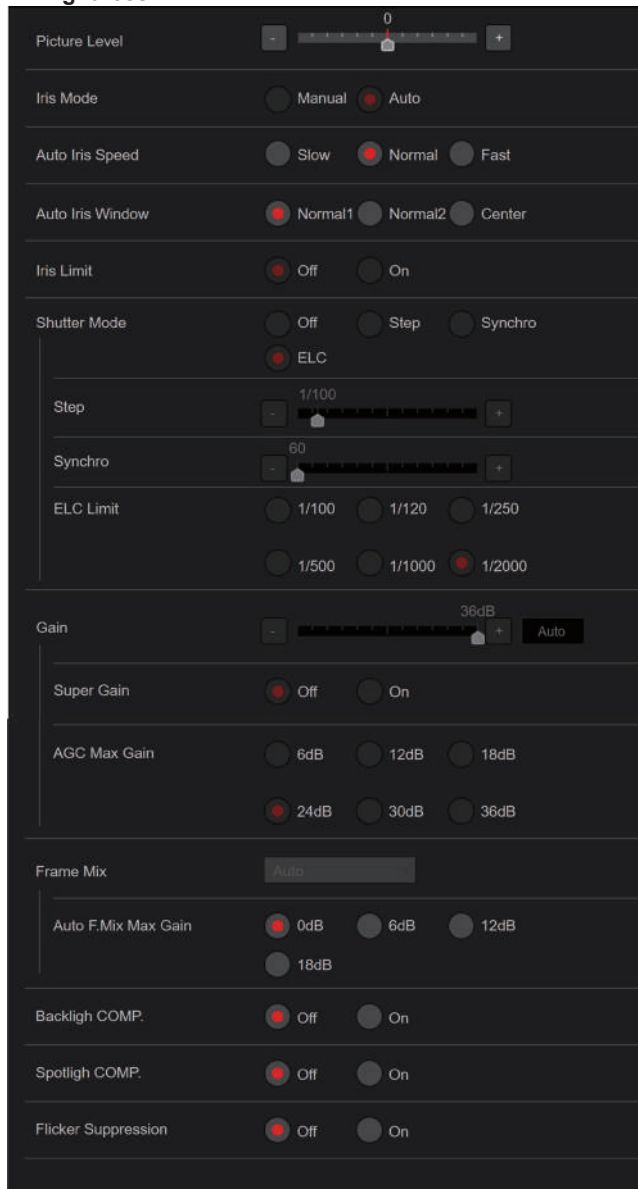 0
Picture Level - +
Iris Mode Manual Auto
Auto Iris Speed Slow Normal Fast
Auto Iris Window Normal1 Normal2 Center
Iris Limit Off On
Shutter Mode Off Step Synchro
ELC
1/100
Step - +
60
Synchro - +
ELC Limit 1/100 1/120 1/250
1/500 1/1000 1/2000
36dB
Gain - + Auto
Super Gain Off On
AGC Max Gain 6dB 12dB 18dB
24dB 30dB 36dB
Frame Mix Auto
Auto F.Mix Max Gain 0dB 6dB 12dB
18dB
Backligh COMP. Off On
Spotligh COMP. Off On
Flicker Suppression Off On